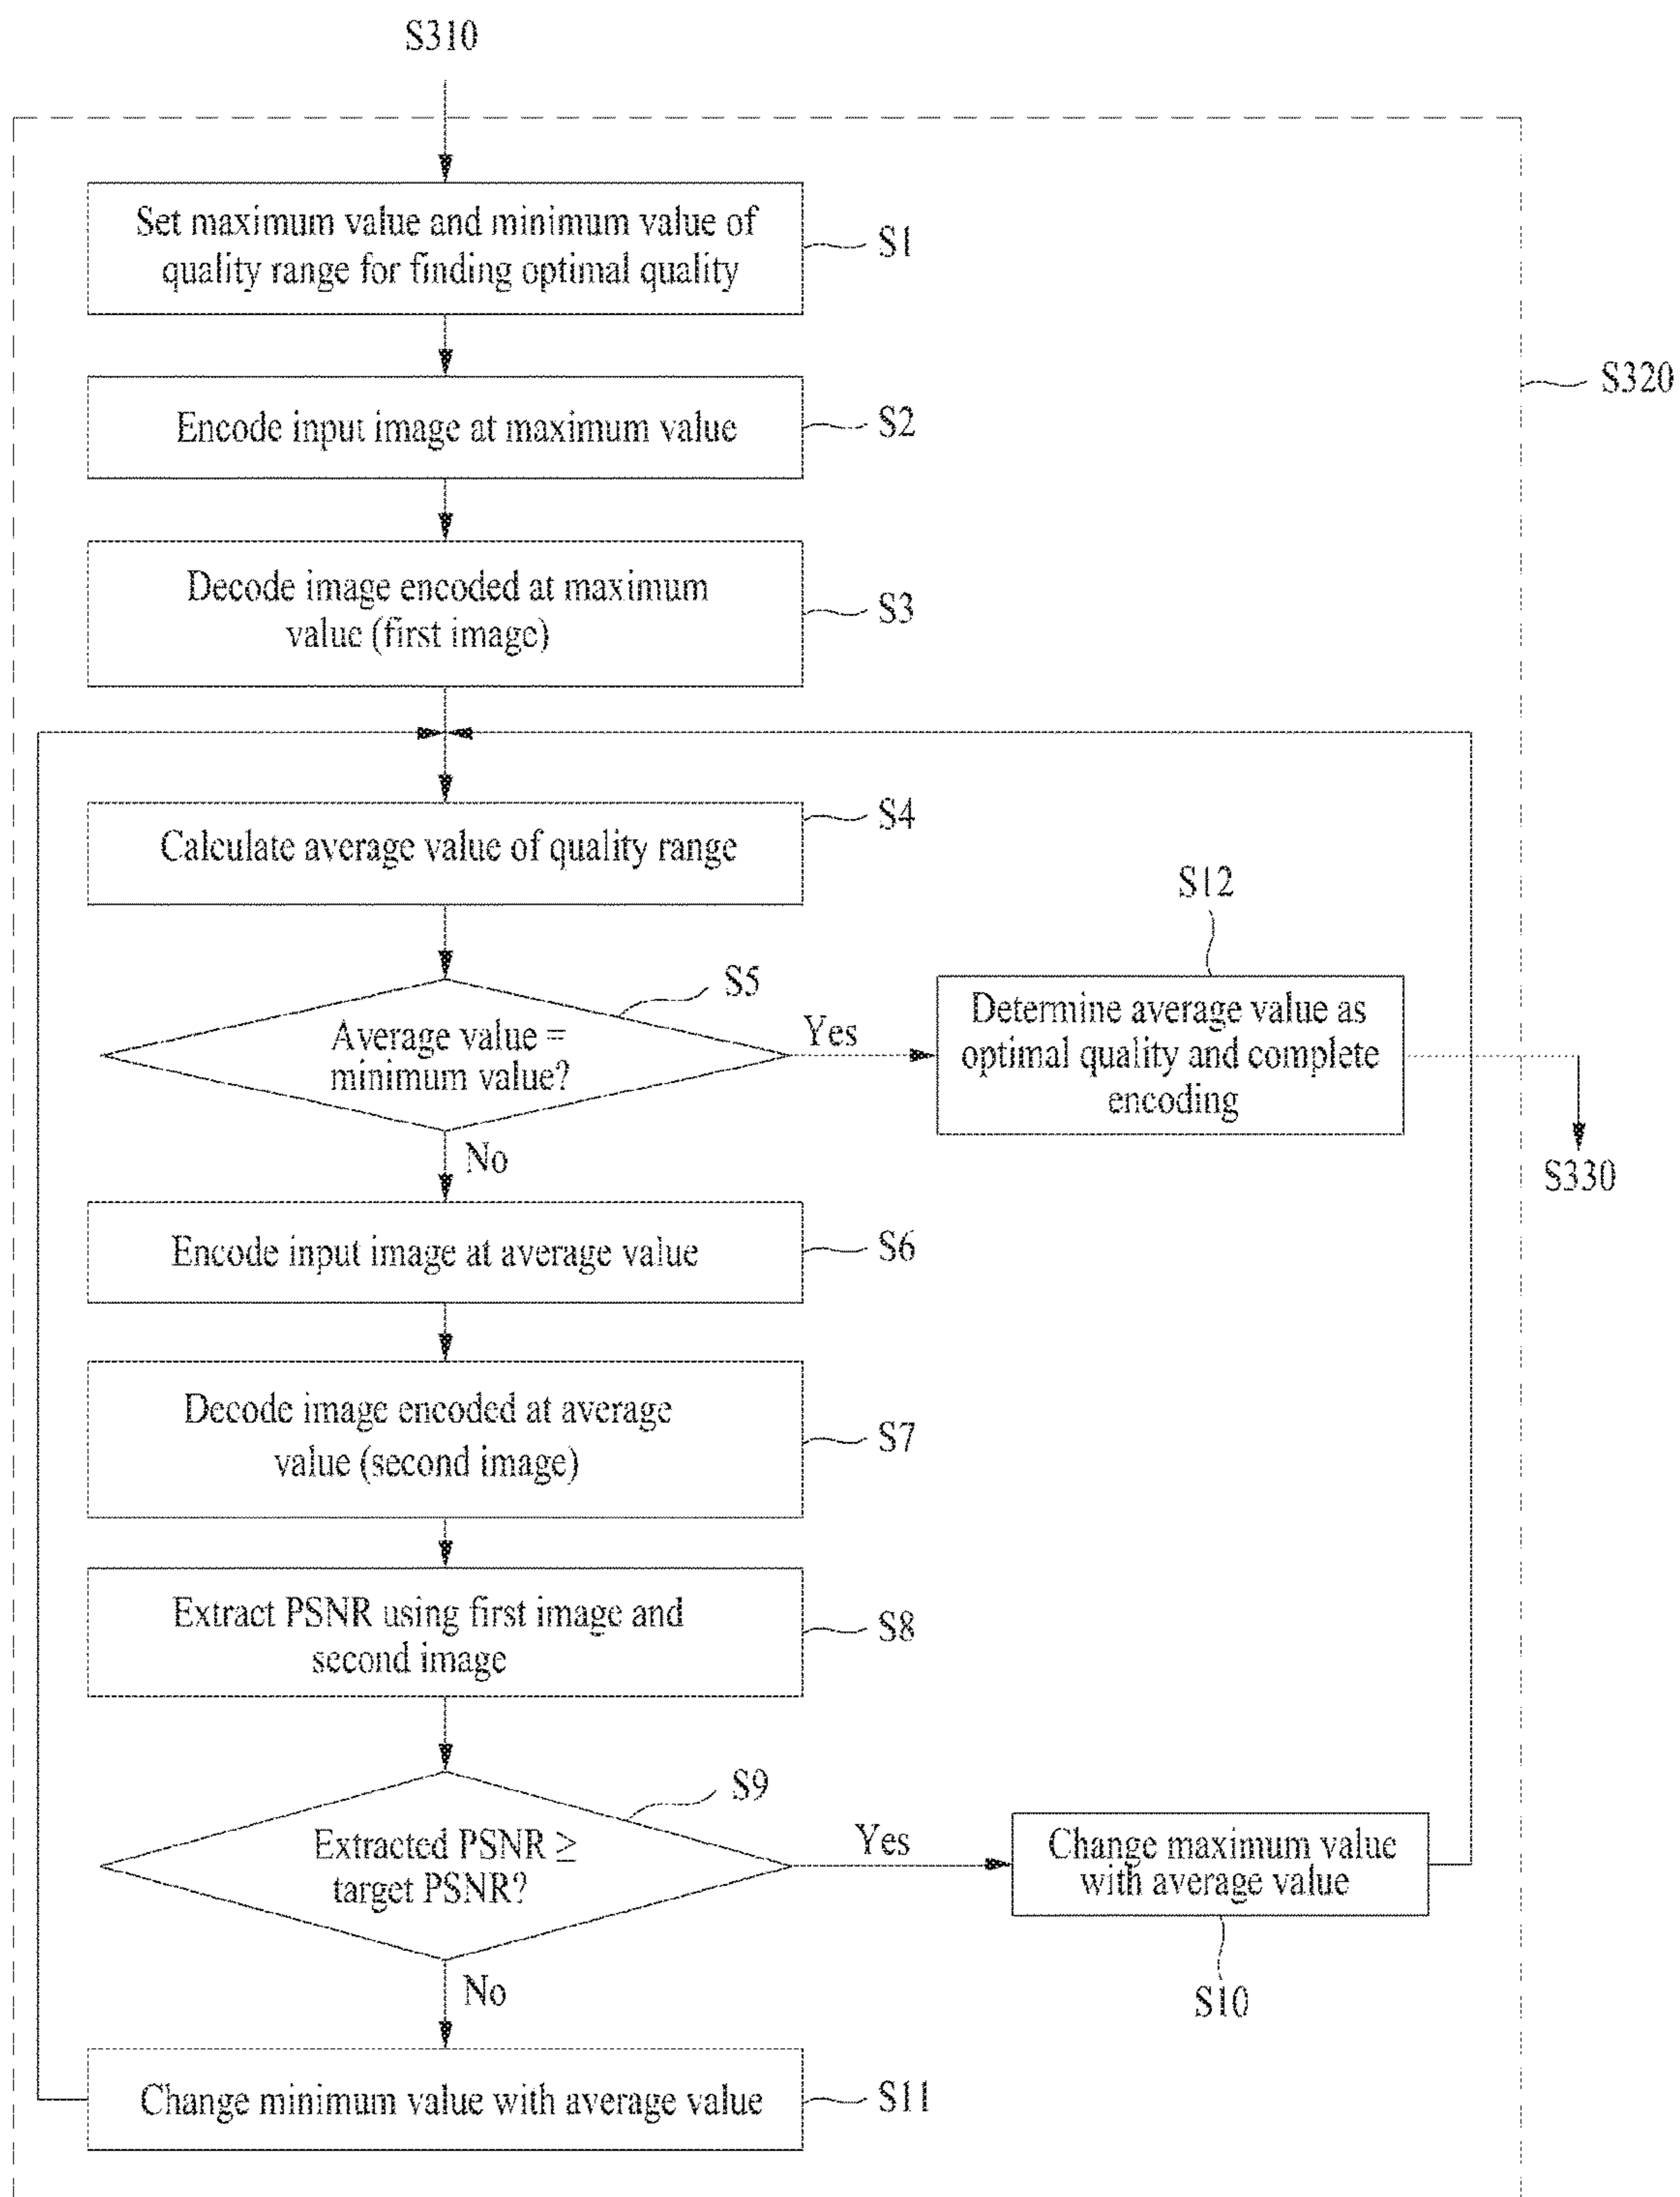 S310
Set maximum value and minimum value of
quality range for finding optimal quality
S1
S320
Encode input image at maximum value
S2
Decode image encoded at maximum
value (first image)
S3
Calculate average value of quality range
S4
S12
Average value =
minimum value?
S5
Yes
Determine average value as
optimal quality and complete
encoding
No
S330
Encode input image at average value
S6
Decode image encoded at average
value (second image)
S7
Extract PSNR using first image and
second image
S8
Extracted PSNR ≥
target PSNR?
S9
Yes
Change maximum value
with average value
S10
No
Change minimum value with average value
S11